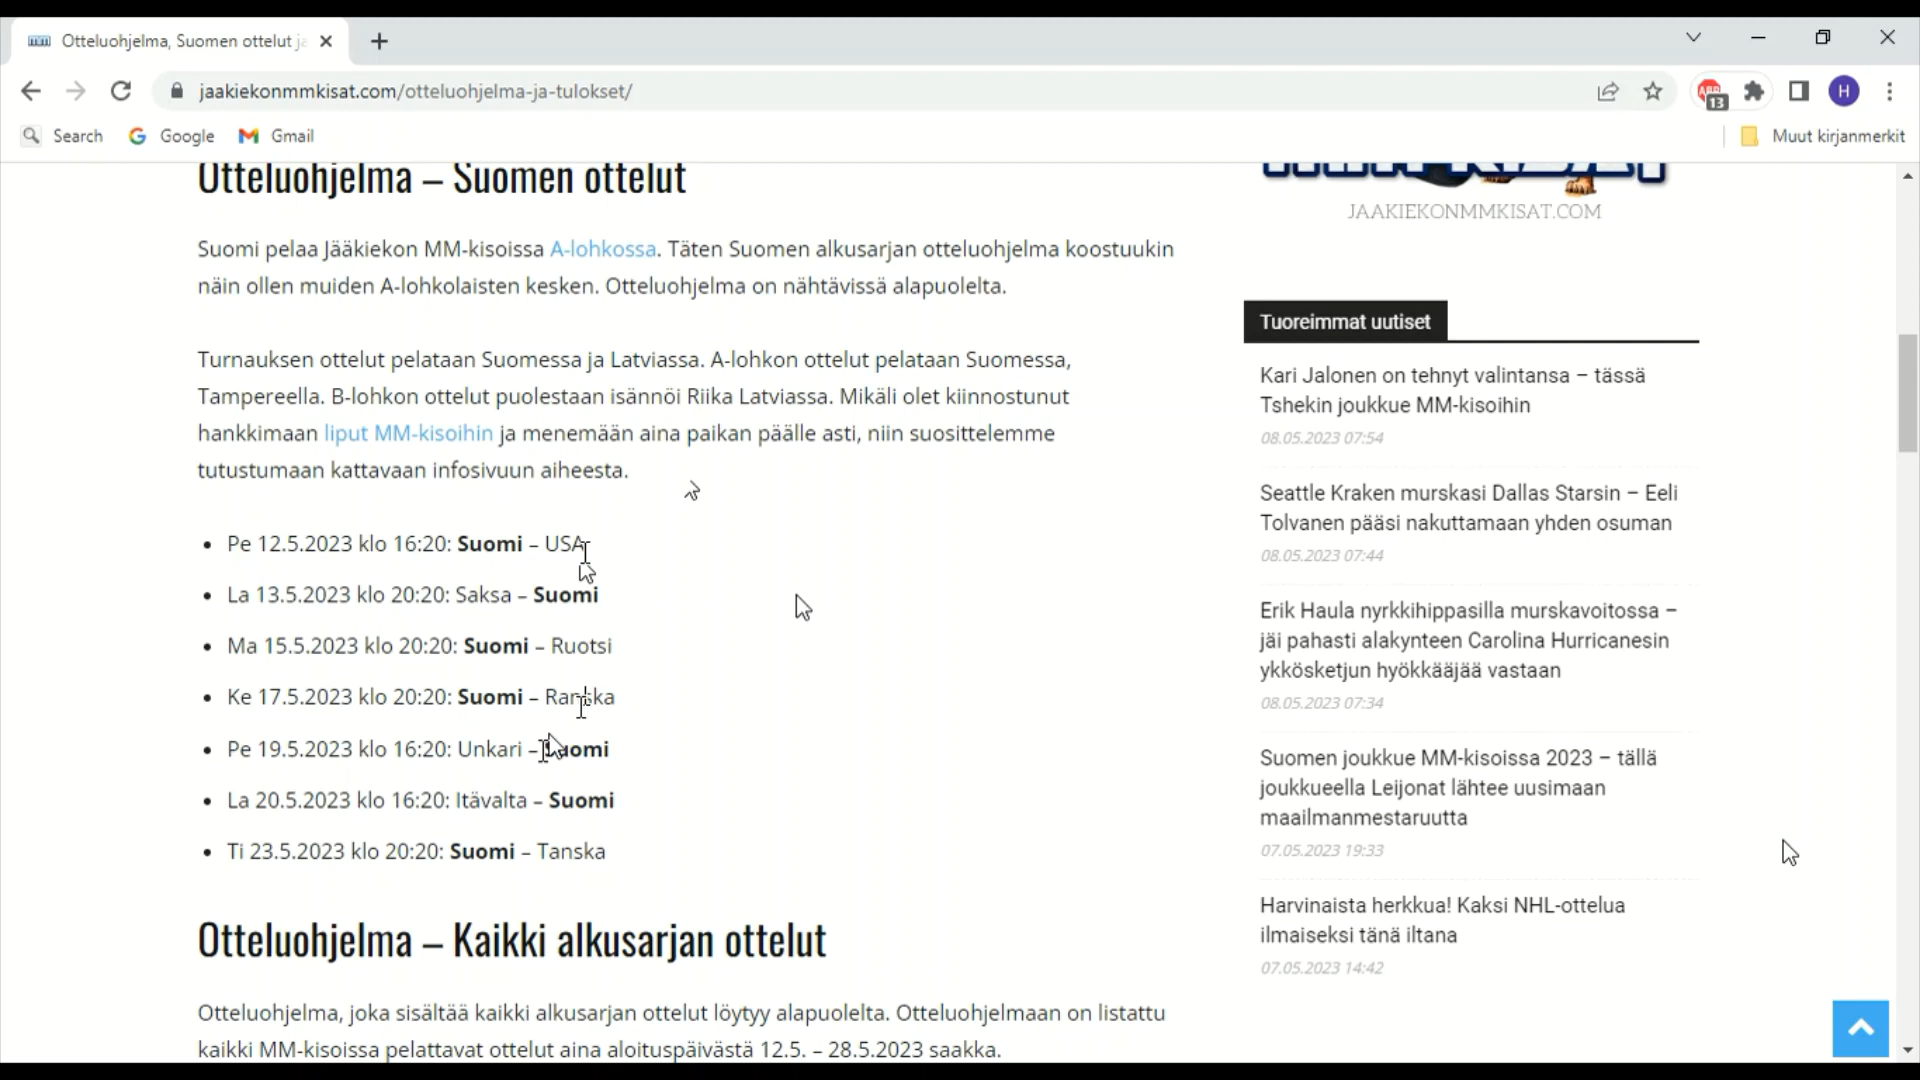 Otteluohjelma, Suomen ottelut ja
jaakiekonmmkisat.com/otteluohjelma-ja-tulokset/
ABP
13
H
Search
Google
Gmail
Muut kirjanmerkit
Otteluohjelma – Suomen ottelut
Suomi pelaa Jääkiekon MM-kisoissa A-lohkossa. Täten Suomen alkusarjan otteluohjelma koostuukin
näin ollen muiden A-lohkolaisten kesken. Otteluohjelma on nähtävissä alapuolelta.
Turnauksen ottelut pelataan Suomessa ja Latviassa. A-lohkon ottelut pelataan Suomessa,
Tampereella. B-lohkon ottelut puolestaan isännöi Riika Latviassa. Mikäli olet kiinnostunut
hankkimaan liput MM-kisoihin ja menemään aina paikan päälle asti, niin suosittelemme
tutustumaan kattavaan infosivuun aiheesta.
• Pe 12.5.2023 klo 16:20: Suomi – USA
• La 13.5.2023 klo 20:20: Saksa – Suomi
• Ma 15.5.2023 klo 20:20: Suomi – Ruotsi
• Ke 17.5.2023 klo 20:20: Suomi – Ranska
• Pe 19.5.2023 klo 16:20: Unkari – Suomi
• La 20.5.2023 klo 16:20: Itävalta – Suomi
• Ti 23.5.2023 klo 20:20: Suomi – Tanska
Otteluohjelma – Kaikki alkusarjan ottelut
Otteluohjelma, joka sisältää kaikki alkusarjan ottelut löytyy alapuolelta. Otteluohjelmaan on listattu
kaikki MM-kisoissa pelattavat ottelut aina aloituspäivästä 12.5. – 28.5.2023 saakka.
JAAKIEKONMMKISAT.COM
Tuoreimmat uutiset
Kari Jalonen on tehnyt valintansa – tässä
Tshekin joukkue MM-kisoihin
08.05.2023 07:54
Seattle Kraken murskasi Dallas Starsin – Eeli
Tolvanen pääsi nakuttamaan yhden osuman
08.05.2023 07:44
Erik Haula nyrkkihippasilla murskavoitossa –
jäi pahasti alakynteen Carolina Hurricanesin
ykkösketjun hyökkääjää vastaan
08.05.2023 07:34
Suomen joukkue MM-kisoissa 2023 – tällä
joukkueella Leijonat lähtee uusimaan
maailmanmestaruutta
07.05.2023 19:33
Harvinaista herkkua! Kaksi NHL-ottelua
ilmaiseksi tänä iltana
07.05.2023 14:42